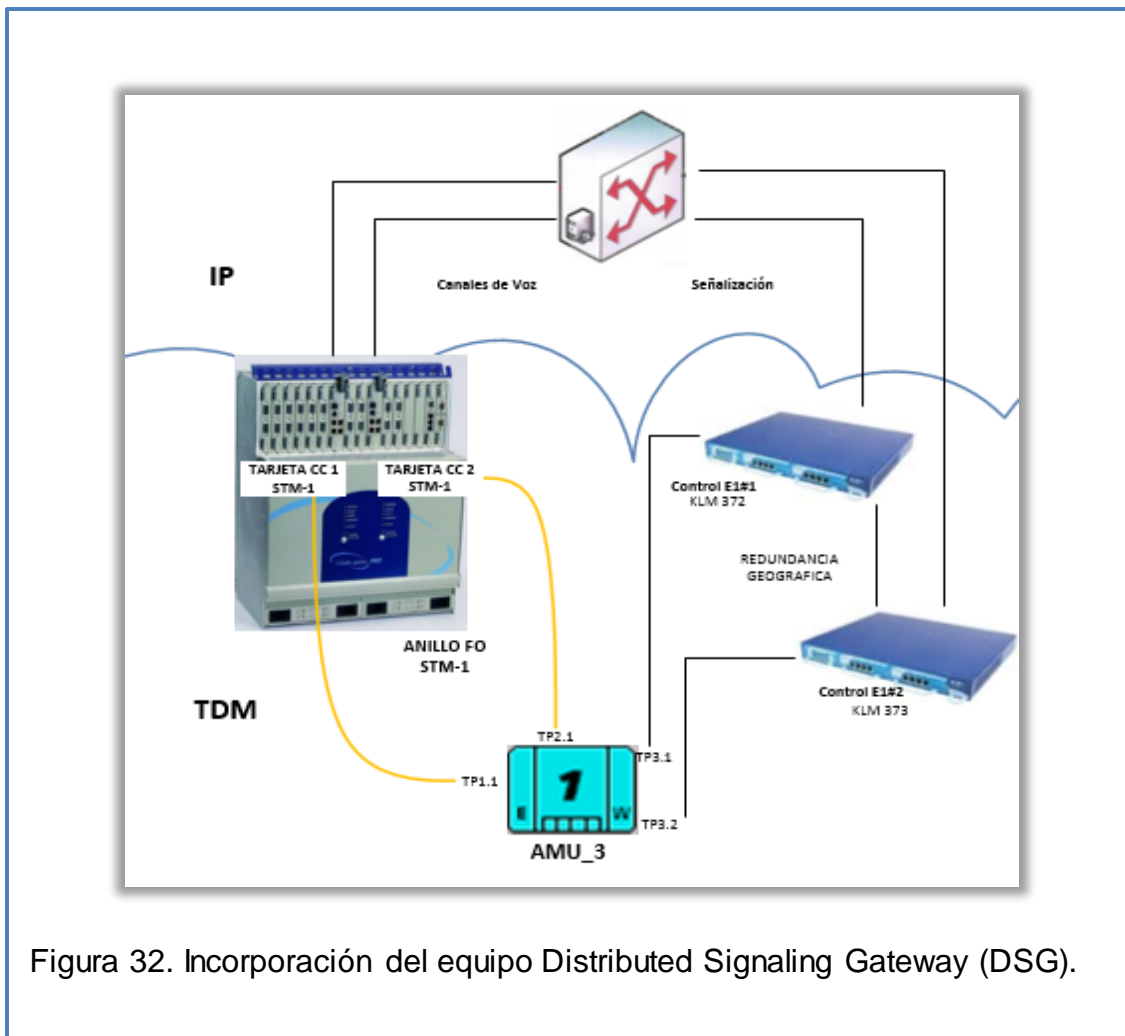 IP
Canales de Voz
Señalización
TARJETA CC 1
STM-1
TARJETA CC 2
STM-1
Control E1#1
KLM 372
REDUNDANCIA
GEOGRAFICA
ANILLO FO
STM-1
Control E1#2
KLM 373
TDM
TP2.1
TP3.1
TP1.1
1
E
W
TP3.2
AMU_3
Figura 32. Incorporación del equipo Distributed Signaling Gateway (DSG).